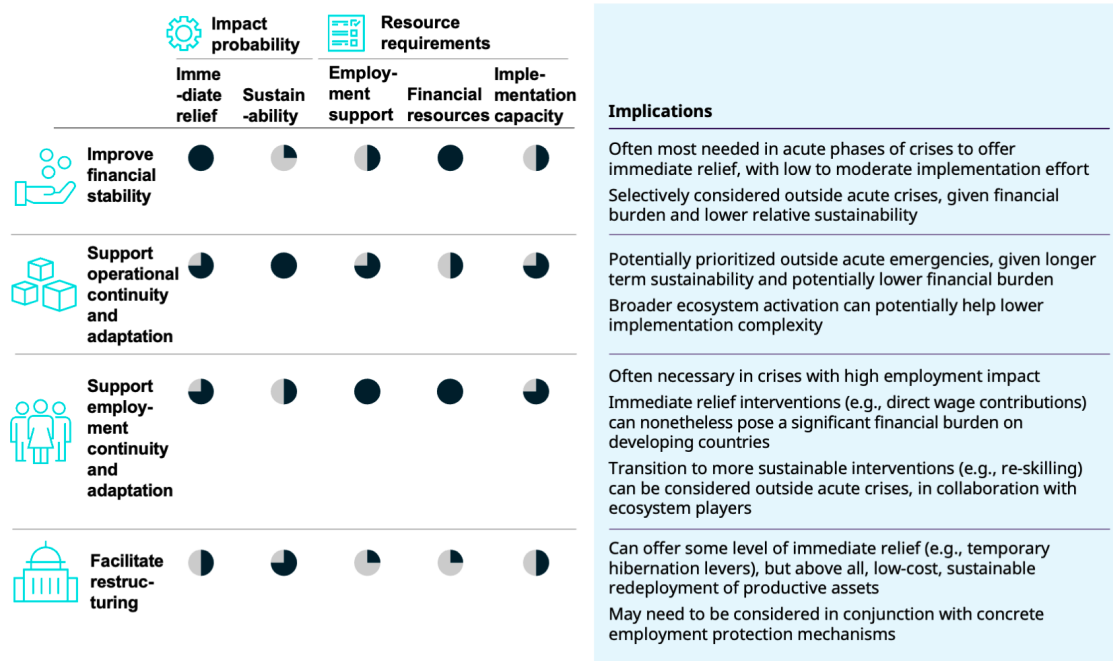 Impact
probability
Resource
requirements
Imme
-diate
relief
Sustain
-ability
Employ-
ment
support
Financial
resources
Imple-
mentation
capacity
Implications
Improve
financial
stability
Often most needed in acute phases of crises to offer
immediate relief, with low to moderate implementation effort
Selectively considered outside acute crises, given financial
burden and lower relative sustainability
Support
operational
continuity
and
adaptation
Potentially prioritized outside acute emergencies, given longer
term sustainability and potentially lower financial burden
Broader ecosystem activation can potentially help lower
implementation complexity
Support
employ-
ment
continuity
and
adaptation
Often necessary in crises with high employment impact
Immediate relief interventions (e.g., direct wage contributions)
can nonetheless pose a significant financial burden on
developing countries
Transition to more sustainable interventions (e.g., re-skilling)
can be considered outside acute crises, in collaboration with
ecosystem players
Facilitate
restruc-
turing
Can offer some level of immediate relief (e.g., temporary
hibernation levers), but above all, low-cost, sustainable
redeployment of productive assets
May need to be considered in conjunction with concrete
employment protection mechanisms